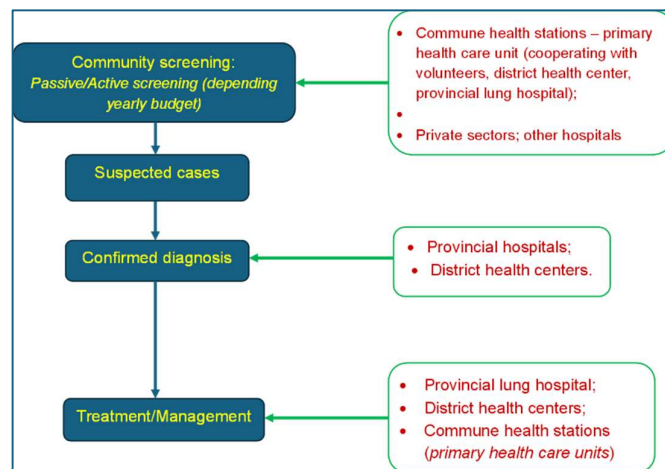 Community screening:
Passive/Active screening (depending
yearly budget)
• Commune health stations – primary
health care unit (cooperating with
volunteers, district health center,
provincial lung hospital);
•
• Private sectors; other hospitals
Suspected cases
Confirmed diagnosis
• Provincial hospitals;
• District health centers.
Treatment/Management
• Provincial lung hospital;
• District health centers;
• Commune health stations
(primary health care units)